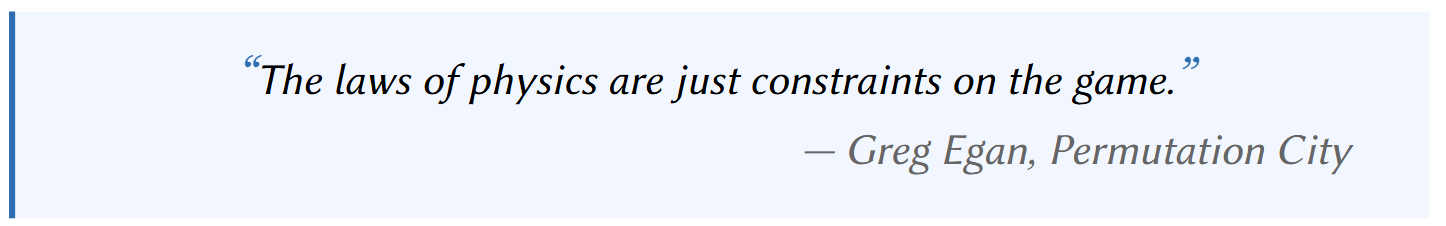 “The laws of physics are just constraints on the game.”
— Greg Egan, Permutation City